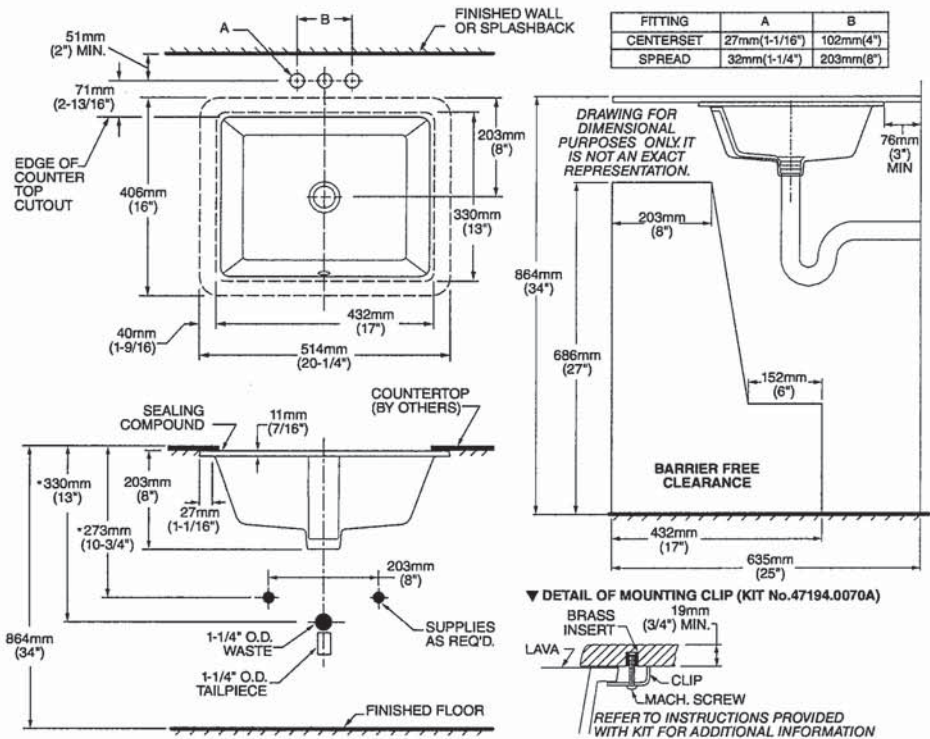 FINISHED WALL
OR SPLASHBACK
A
B
51mm
(2") MIN.
71mm
(2-13/16")
EDGE OF
COUNTER
TOP
CUTOUT
406mm
(16")
203mm
(8")
330mm
(13")
432mm
(17")
40mm
(1-9/16)
514mm
(20-1/4")
FITTING A B
CENTERSET 27mm(1-1/16") 102mm(4")
SPREAD 32mm(1-1/4") 203mm(8")
DRAWING FOR
DIMENSIONAL
PURPOSES ONLY. IT
IS NOT AN EXACT
REPRESENTATION.
76mm
(3")
MIN
203mm
(8")
864mm
(34")
686mm
(27")
152mm
(6")
BARRIER FREE
CLEARANCE
432mm
(17")
635mm
(25")
SEALING
COMPOUND
11mm
(7/16")
COUNTERTOP
(BY OTHERS)
*330mm
(13")
203mm
(8")
27mm
(1-1/16")
*273mm
(10-3/4")
203mm
(8")
864mm
(34")
1-1/4" O.D.
WASTE
SUPPLIES
AS REQ'D.
1-1/4" O.D.
TAILPIECE
FINISHED FLOOR
▼ DETAIL OF MOUNTING CLIP (KIT No.47194.0070A)
BRASS
INSERT
19mm
(3/4") MIN.
LAVA
CLIP
MACH. SCREW
REFER TO INSTRUCTIONS PROVIDED
WITH KIT FOR ADDITIONAL INFORMATION